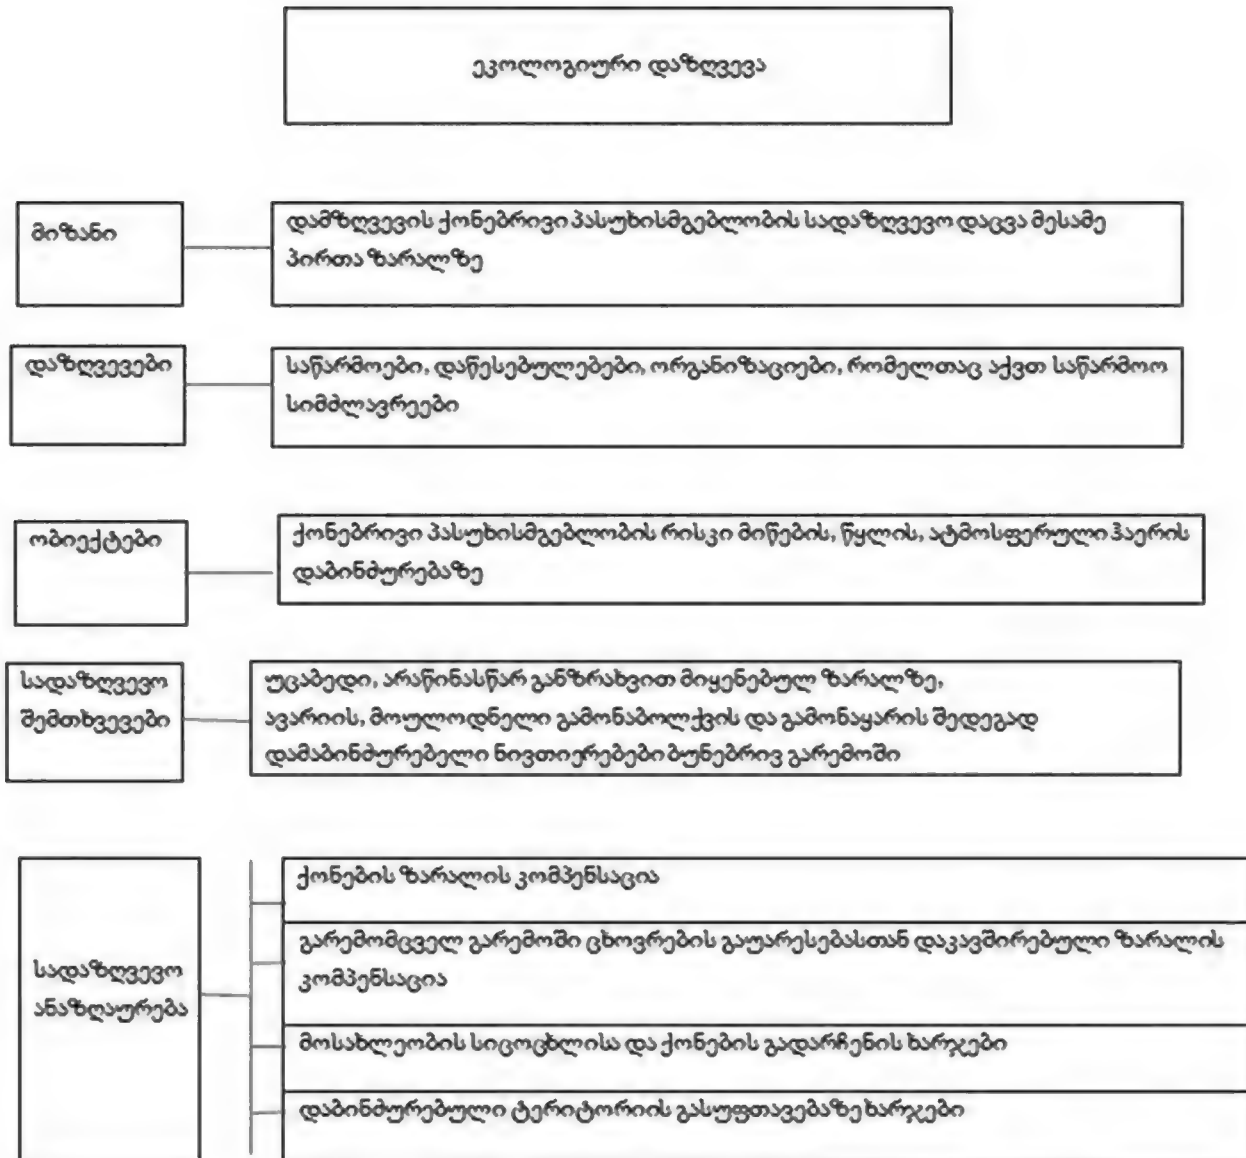 ეკოლოგიური დაზღვევა
მიზანი
დამზღვევის ქონებრივი პასუხისმგებლობის სადაზღვევო დაცვა მესამე
პირთა ზარალზე
დაზღვევები
საწარმოები, დაწესებულებები, ორგანიზაციები, რომელთაც აქვთ საწარმოო
სიმძლავრეები
ობიექტები
ქონებრივი პასუხისმგებლობის რისკი მიწების, წყლის, ატმოსფერული ჰაერის
დაბინძურებაზე
სადაზღვევო
შემთხვევები
უცაბედი, არაწინასწარ განზრახვით მიყენებულ ზარალზე,
ავარიის, მოულოდნელი გამონაბოლქვის და გამონაყარის შედეგად
დამაბინძურებელი ნივთიერებები ბუნებრივ გარემოში
სადაზღვევო
ანაზღაურება
ქონების ზარალის კომპენსაცია
გარემომცველ გარემოში ცხოვრების გაუარესებასთან დაკავშირებული ზარალის
კომპენსაცია
მოსახლეობის სიცოცხლისა და ქონების გადარჩენის ხარჯები
დაბინძურებული ტერიტორიის გასუფთავებაზე ხარჯები